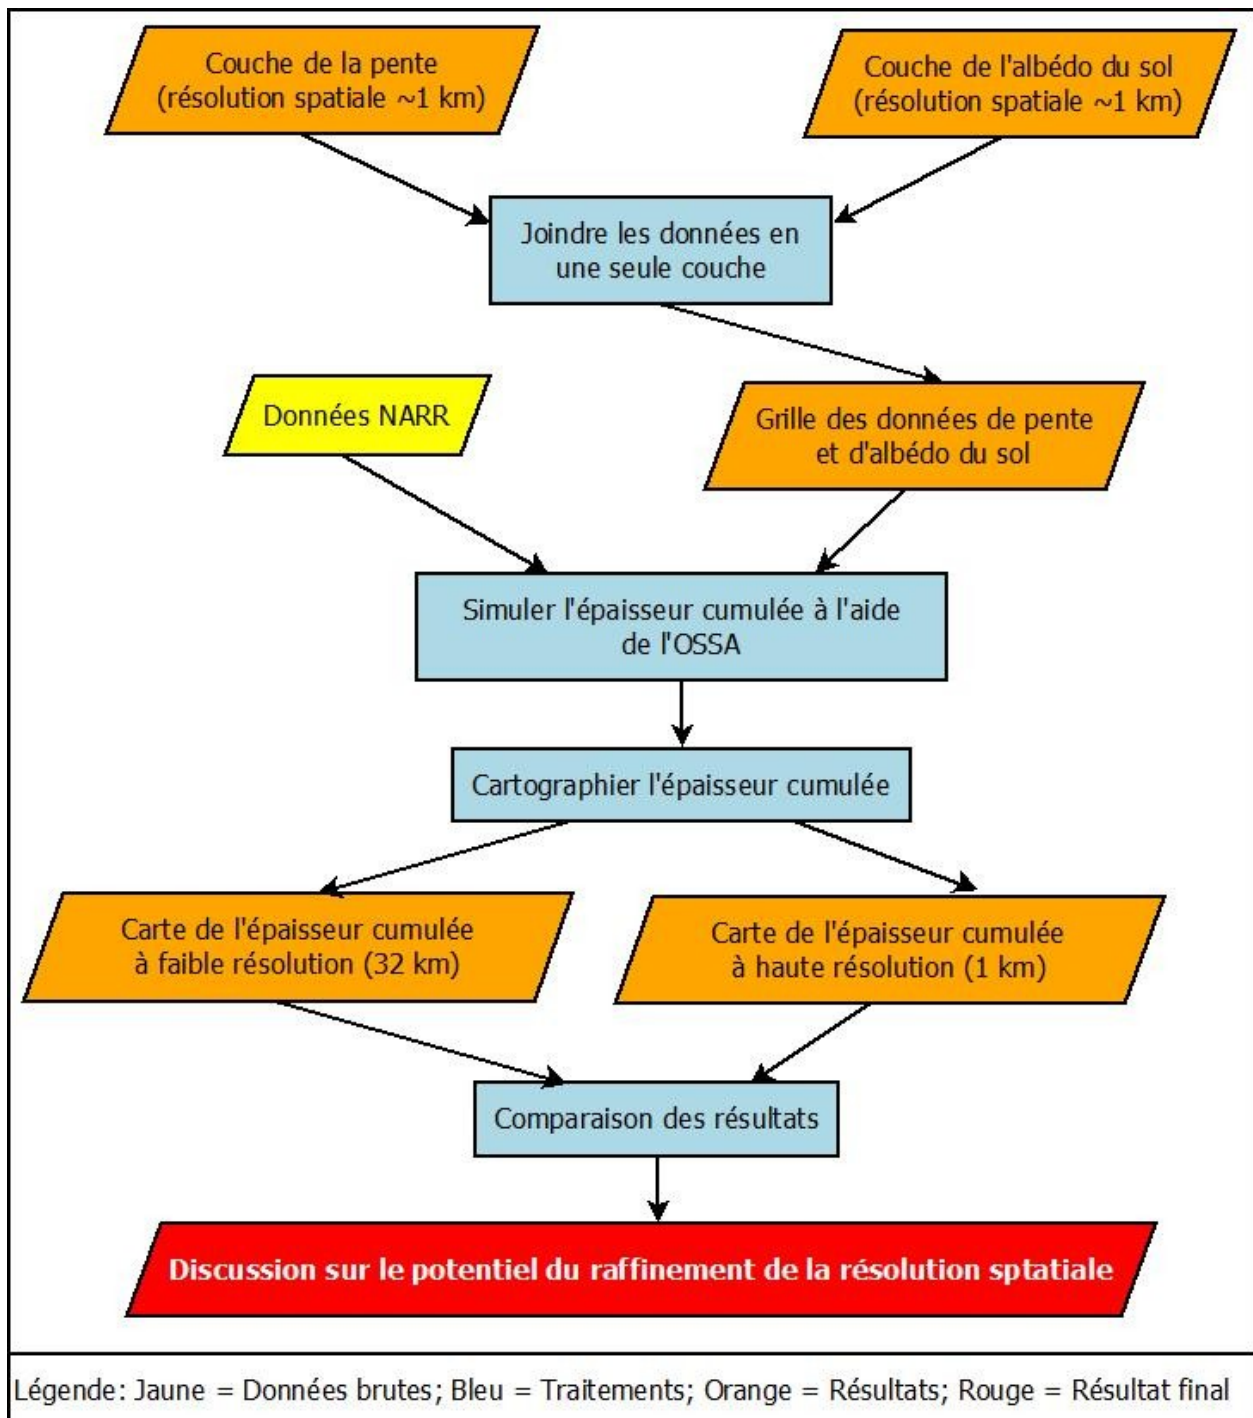 Couche de la pente
(résolution spatiale ~1 km)
Couche de l'albédo du sol
(résolution spatiale ~1 km)
Joindre les données en
une seule couche
Données NARR
Grille des données de pente
et d'albédo du sol
Simuler l'épaisseur cumulée à l'aide
de l'OSSA
Cartographier l'épaisseur cumulée
Carte de l'épaisseur cumulée
à faible résolution (32 km)
Carte de l'épaisseur cumulée
à haute résolution (1 km)
Comparaison des résultats
Discussion sur le potentiel du raffinement de la résolution sptatiale
Légende: Jaune = Données brutes; Bleu = Traitements; Orange = Résultats; Rouge = Résultat final